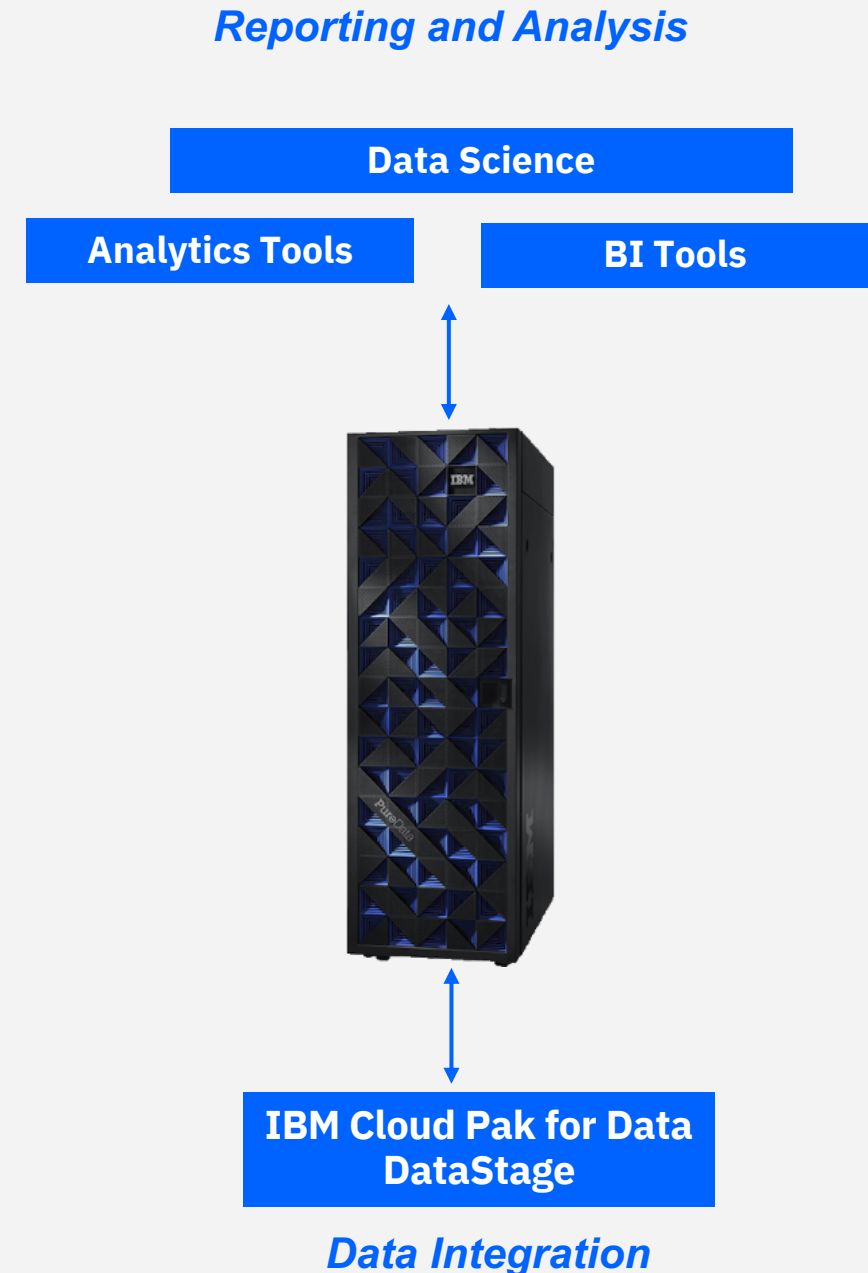 Reporting and Analysis
Data Science
Analytics Tools
BI Tools
IBM
PureData
IBM
IBM Cloud Pak for Data
DataStage
Data Integration